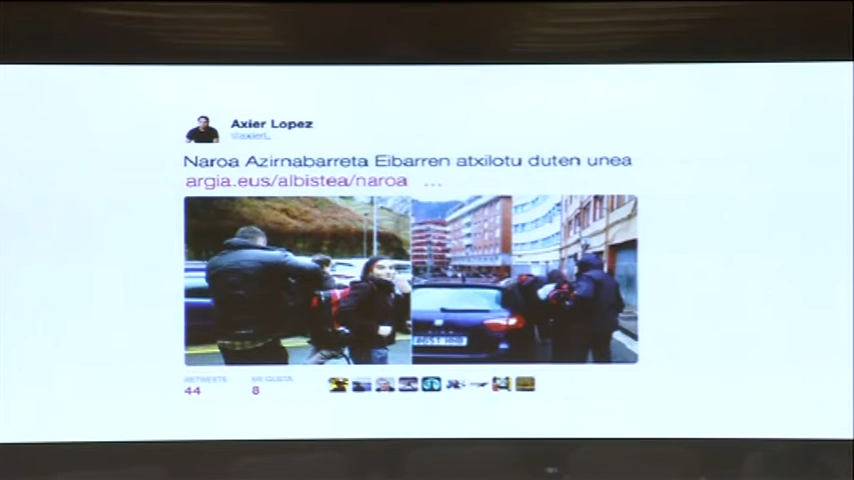 Axier Lopez
@axierL
Naroa Azirnabarreta Eibarren atxilotu duten unea
argia.eus/albistea/naroa ...
RETWEETS
ME GUSTA
44
8